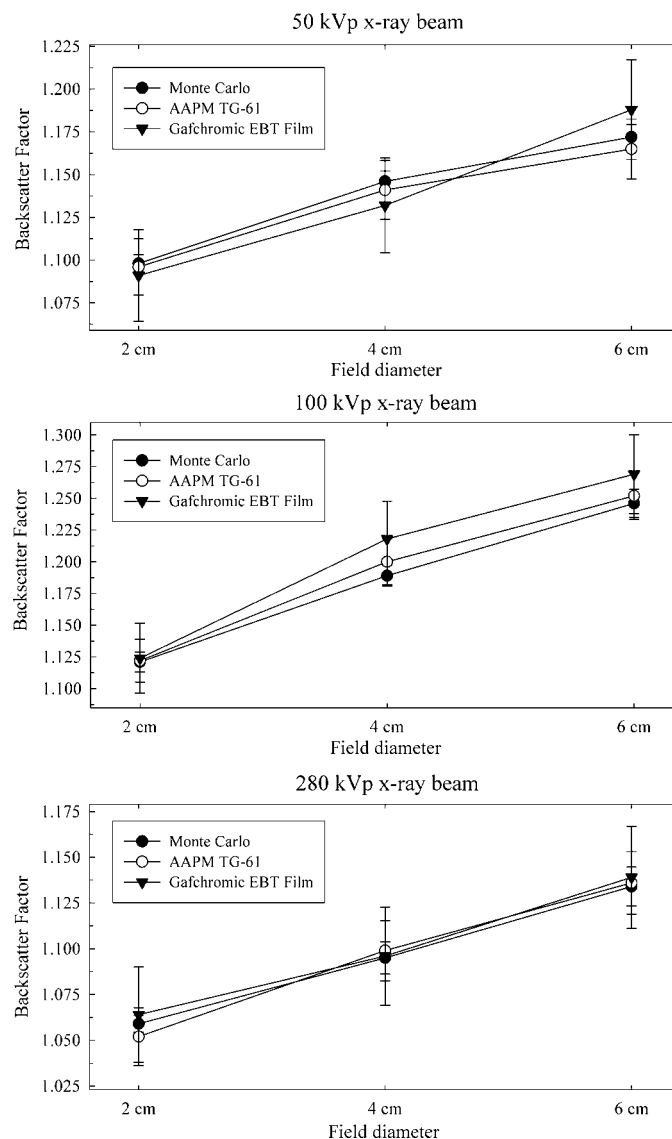 50 kVp x-ray beam
1.225
1.200
1.175
1.150
1.125
1.100
1.075
Backscatter Factor
Monte Carlo
AAPM TG-61
Gafchromic EBT Film
2 cm
4 cm
6 cm
Field diameter
100 kVp x-ray beam
1.300
1.275
1.250
1.225
1.200
1.175
1.150
1.125
1.100
Backscatter Factor
Monte Carlo
AAPM TG-61
Gafchromic EBT Film
2 cm
4 cm
6 cm
Field diameter
280 kVp x-ray beam
1.175
1.150
1.125
1.100
1.075
1.050
1.025
Backscatter Factor
Monte Carlo
AAPM TG-61
Gafchromic EBT Film
2 cm
4 cm
6 cm
Field diameter